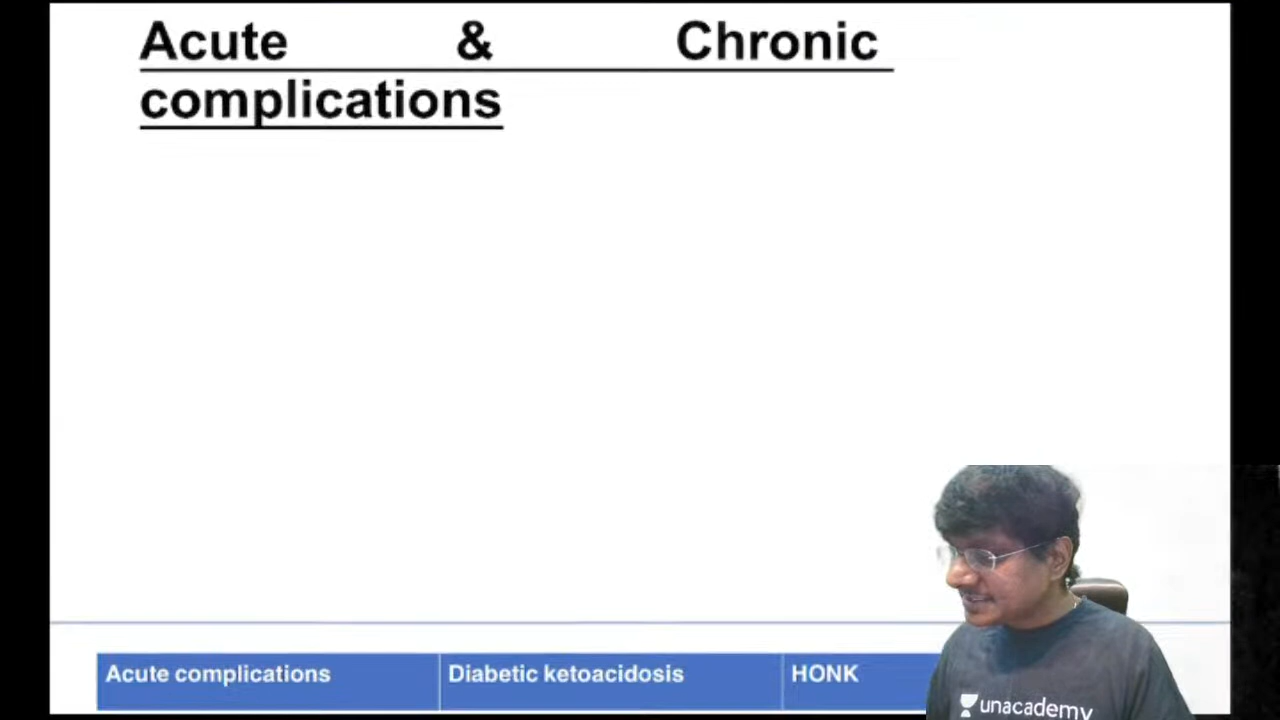 Acute & Chronic
complications
Acute complications Diabetic ketoacidosis HONK
unacademy